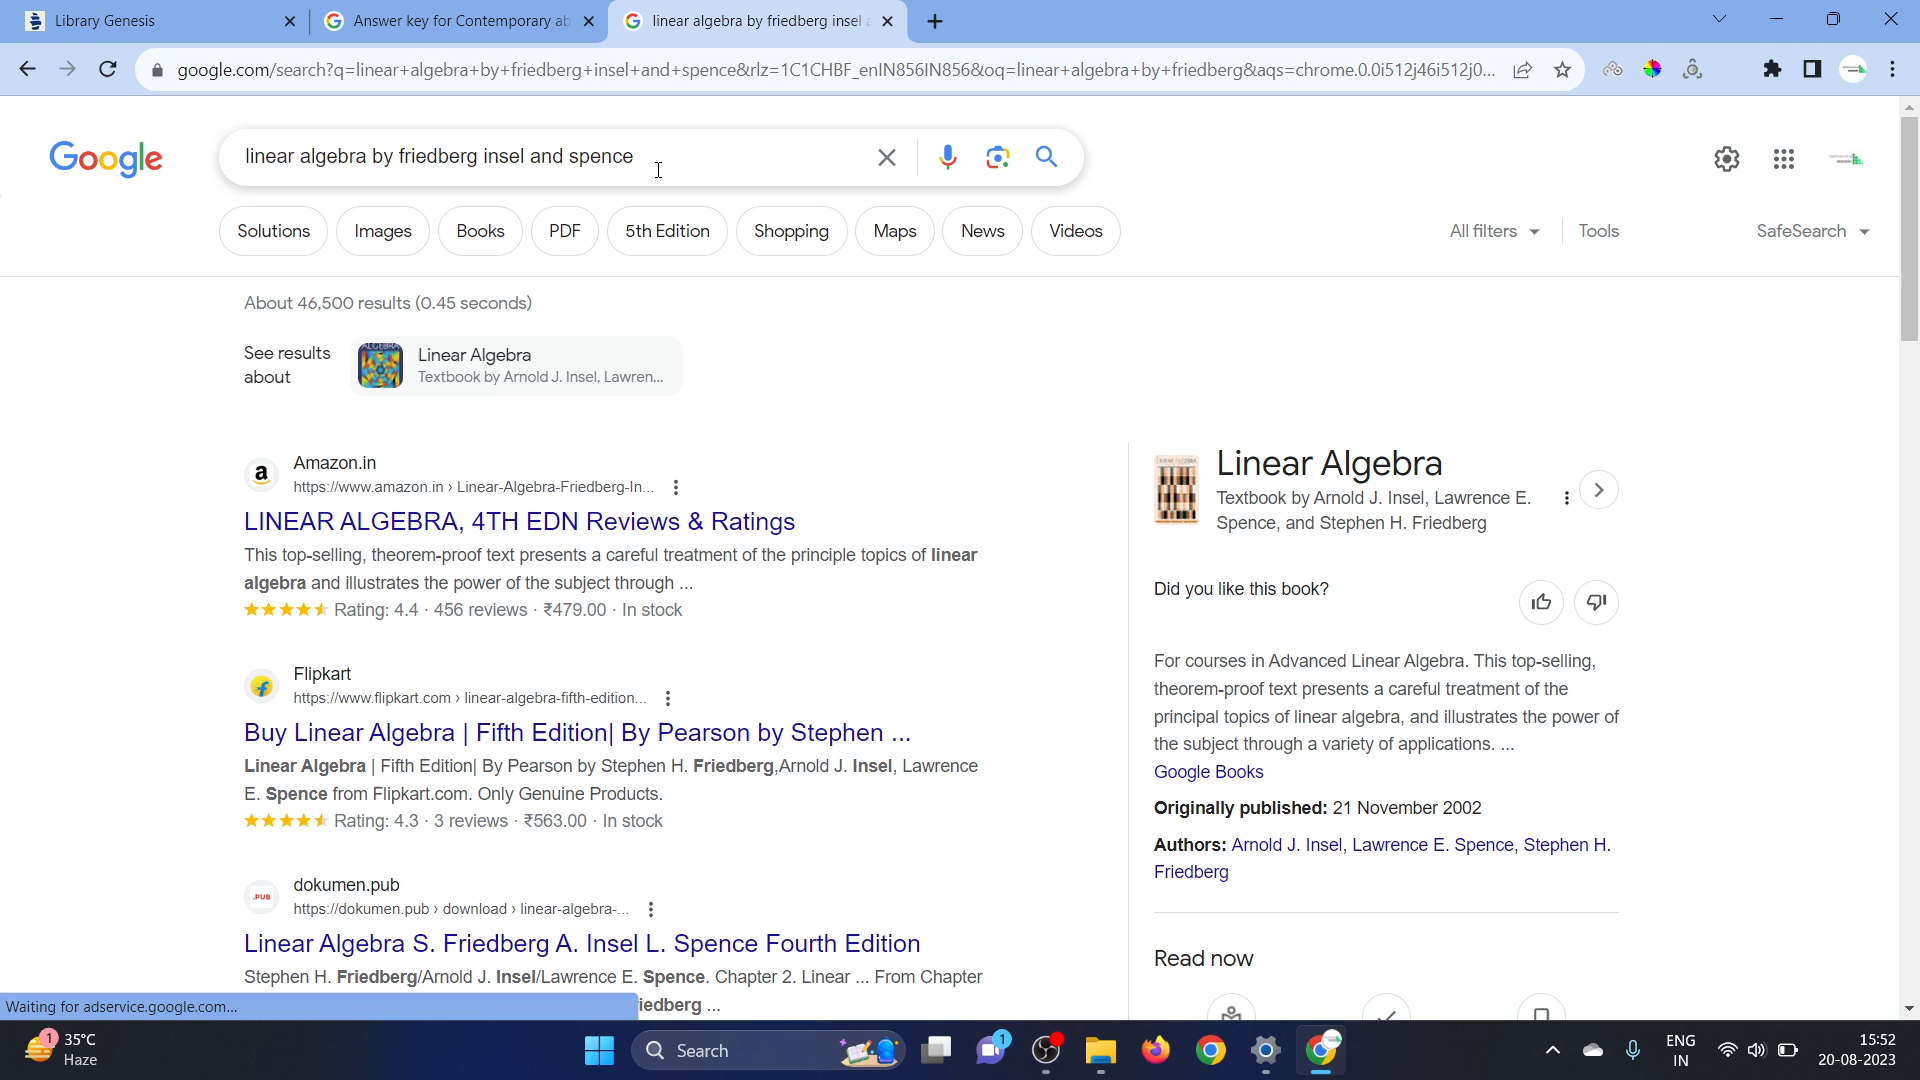 Library Genesis
Answer key for Contemporary ab
linear algebra by friedberg insel a
google.com/search?q=linear+algebra+by+friedberg+insel+and+spence&rlz=1C1CHBF_enIN856IN856&oq=linear+algebra+by+friedberg&aqs=chrome.0.0i512j46i512j0...
Google
linear algebra by friedberg insel and spence
Solutions
Images
Books
PDF
5th Edition
Shopping
Maps
News
Videos
All filters
Tools
SafeSearch
About 46,500 results (0.45 seconds)
See results
about
ALGEBRA
Linear Algebra
Textbook by Arnold J. Insel, Lawren...
a
Amazon.in
https://www.amazon.in › Linear-Algebra-Friedberg-In...
LINEAR ALGEBRA, 4TH EDN Reviews & Ratings
This top-selling, theorem-proof text presents a careful treatment of the principle topics of linear
algebra and illustrates the power of the subject through ...
Rating: 4.4 · 456 reviews · ₹479.00 · In stock
Flipkart
https://www.flipkart.com › linear-algebra-fifth-edition...
Buy Linear Algebra | Fifth Edition| By Pearson by Stephen ...
Linear Algebra | Fifth Edition| By Pearson by Stephen H. Friedberg,Arnold J. Insel, Lawrence
E. Spence from Flipkart.com. Only Genuine Products.
Rating: 4.3 · 3 reviews · ₹563.00 · In stock
.PUB
dokumen.pub
https://dokumen.pub › download › linear-algebra-...
Linear Algebra S. Friedberg A. Insel L. Spence Fourth Edition
Stephen H. Friedberg/Arnold J. Insel/Lawrence E. Spence. Chapter 2. Linear ... From Chapter
iedberg ...
LINEAR ALGEBRA
Linear Algebra
Textbook by Arnold J. Insel, Lawrence E.
Spence, and Stephen H. Friedberg
Did you like this book?
For courses in Advanced Linear Algebra. This top-selling,
theorem-proof text presents a careful treatment of the
principal topics of linear algebra, and illustrates the power of
the subject through a variety of applications. ...
Google Books
Originally published: 21 November 2002
Authors: Arnold J. Insel, Lawrence E. Spence, Stephen H.
Friedberg
Read now
Waiting for adservice.google.com...
1
35°C
Haze
Search
1
ENG
IN
15:52
20-08-2023